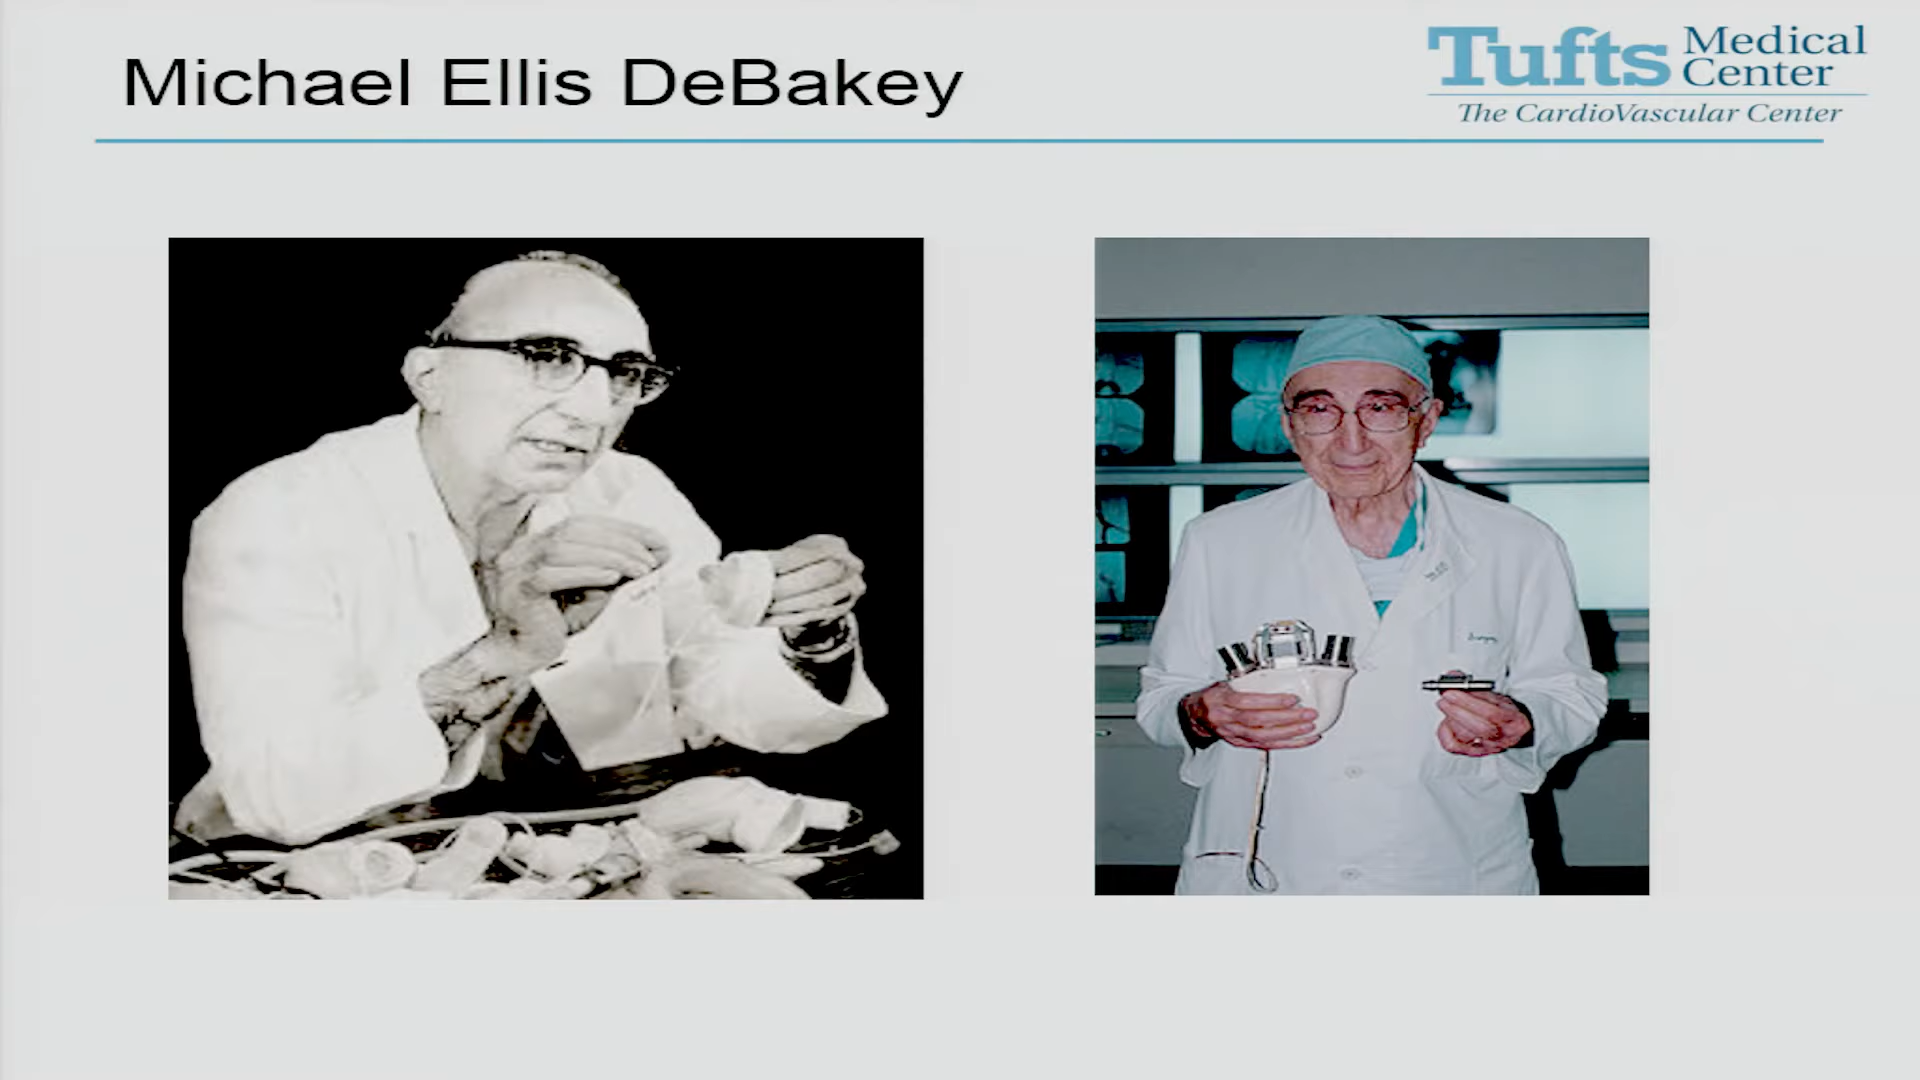 Michael Ellis DeBakey
Tufts Medical Center
The CardioVascular Center